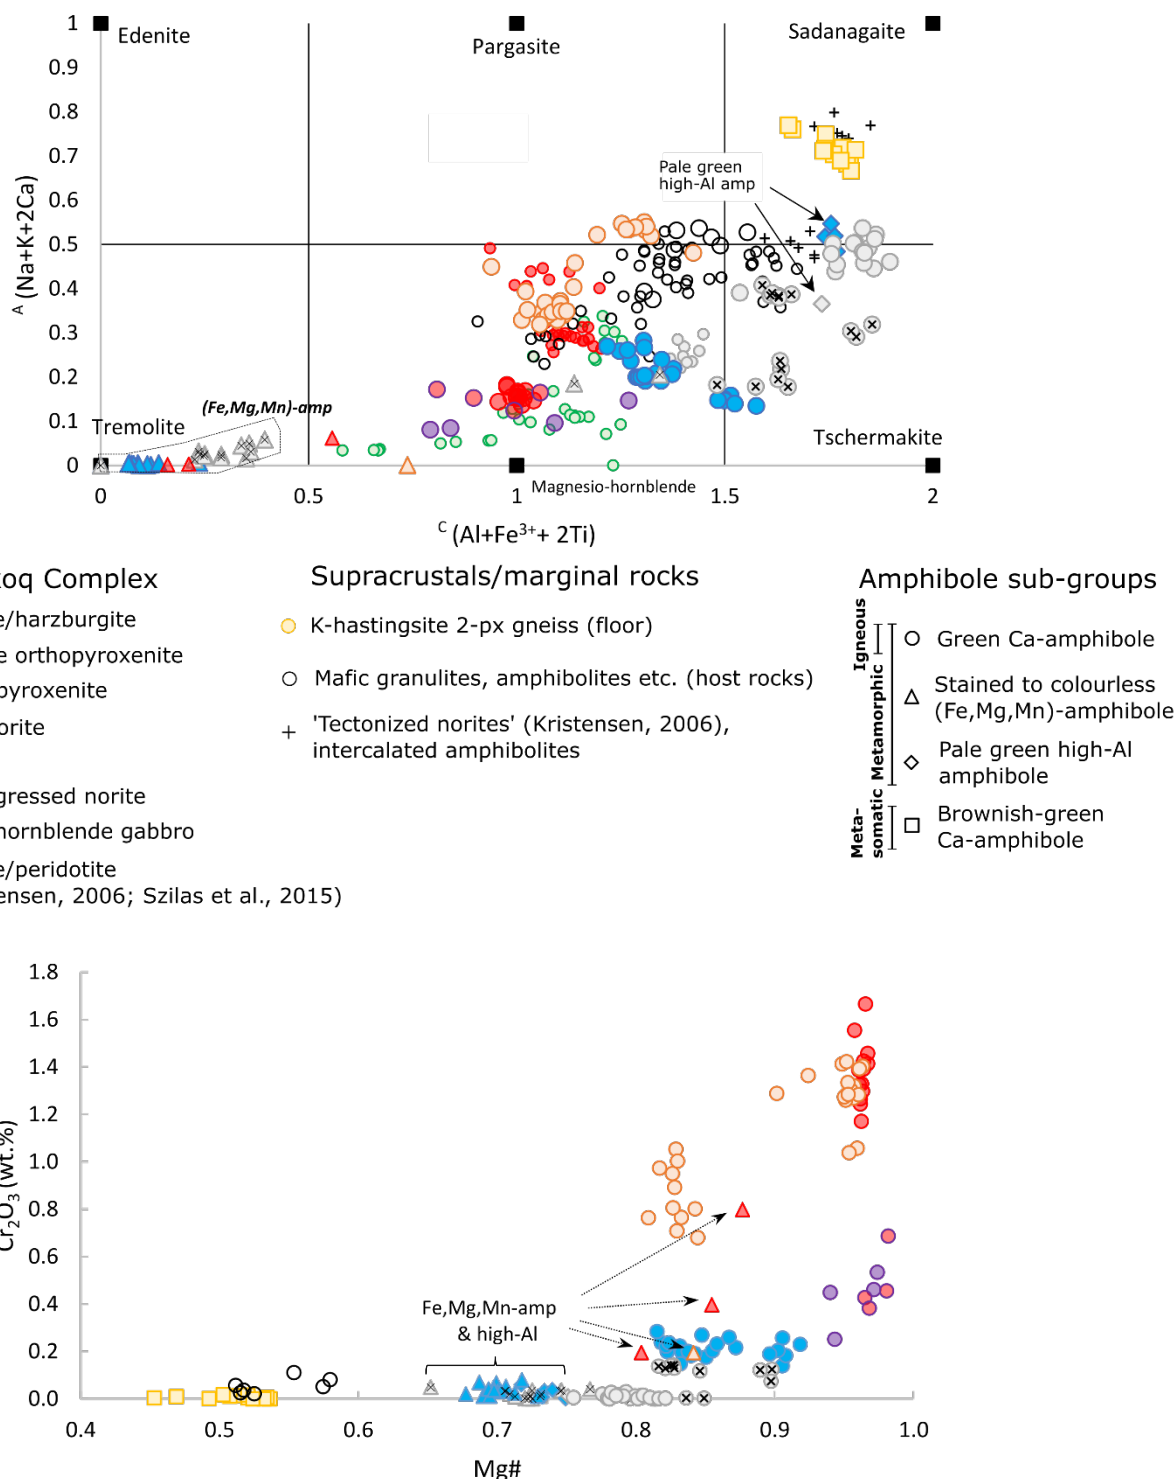 1
Edenite
Pargasite
Sadanagaite
0.9
0.8
0.7
Pale green
high-Al amp
0.6
0.5
0.4
0.3
0.2
0.1
0
A (Na+K+2Ca)
(Fe,Mg,Mn)-amp
Tremolite
Tschermakite
Magnesio-hornblende
0
0.5
1
1.5
2
C (Al+Fe3++ 2Ti)
oq Complex
Supracrustals/marginal rocks
Amphibole sub-groups
e/harzburgite
e orthopyroxenite
pyroxenite
orite
gressed norite
hornblende gabbro
e/peridotite
ensen, 2006; Szilas et al., 2015)
K-hastingsite 2-px gneiss (floor)
Mafic granulites, amphibolites etc. (host rocks)
'Tectonized norites' (Kristensen, 2006),
intercalated amphibolites
Igneous
Metamorphic
Meta-
somatic
Green Ca-amphibole
Stained to colourless
(Fe,Mg,Mn)-amphibole
Pale green high-Al
amphibole
Brownish-green
Ca-amphibole
1.8
1.6
1.4
1.2
1.0
0.8
0.6
0.4
0.2
0.0
Cr2O3 (wt.%)
Fe,Mg,Mn-amp
& high-Al
0.4
0.5
0.6
0.7
0.8
0.9
1.0
Mg#